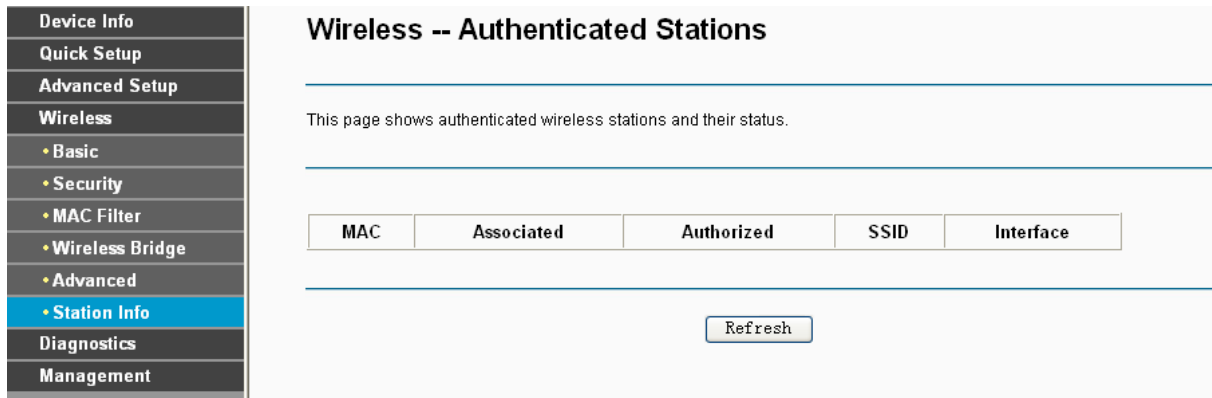 Device Info
Quick Setup
Advanced Setup
Wireless
•Basic
•Security
•MAC Filter
•Wireless Bridge
•Advanced
•Station Info
Diagnostics
Management
Wireless -- Authenticated Stations
This page shows authenticated wireless stations and their status.
MAC Associated Authorized SSID Interface
Refresh